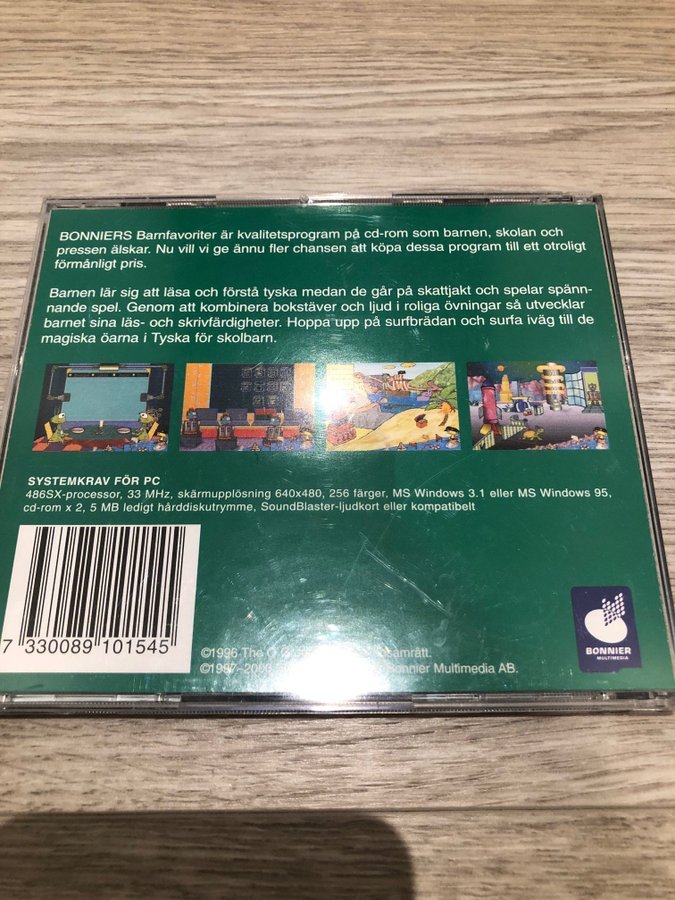 BONNIERS Barnfavoriter är kvalitetsprogram på cd-rom som barnen, skolan och
pressen älskar. Nu vill vi ge ännu fler chansen att köpa dessa program till ett otroligt
förmånligt pris.
Barnen lär sig att läsa och förstå tyska medan de går på skattjakt och spelar spänn-
nande spel. Genom att kombinera bokstäver och ljud i roliga övningar så utvecklar
barnet sina läs- och skrivfärdigheter. Hoppa upp på surfbrädan och surfa iväg till de
magiska öarna i Tyska för skolbarn.
SYSTEMKRAV FÖR PC
486SX-processor, 33 MHz, skärmupplösning 640x480, 256 färger, MS Windows 3.1 eller MS Windows 95,
cd-rom x 2, 5 MB ledigt hårddiskutrymme, SoundBlaster-ljudkort eller kompatibelt
7 330089 101545
©1996 The
©1997-200 Bonnier Multimedia AB.
BONNIER
MULTIMEDIA